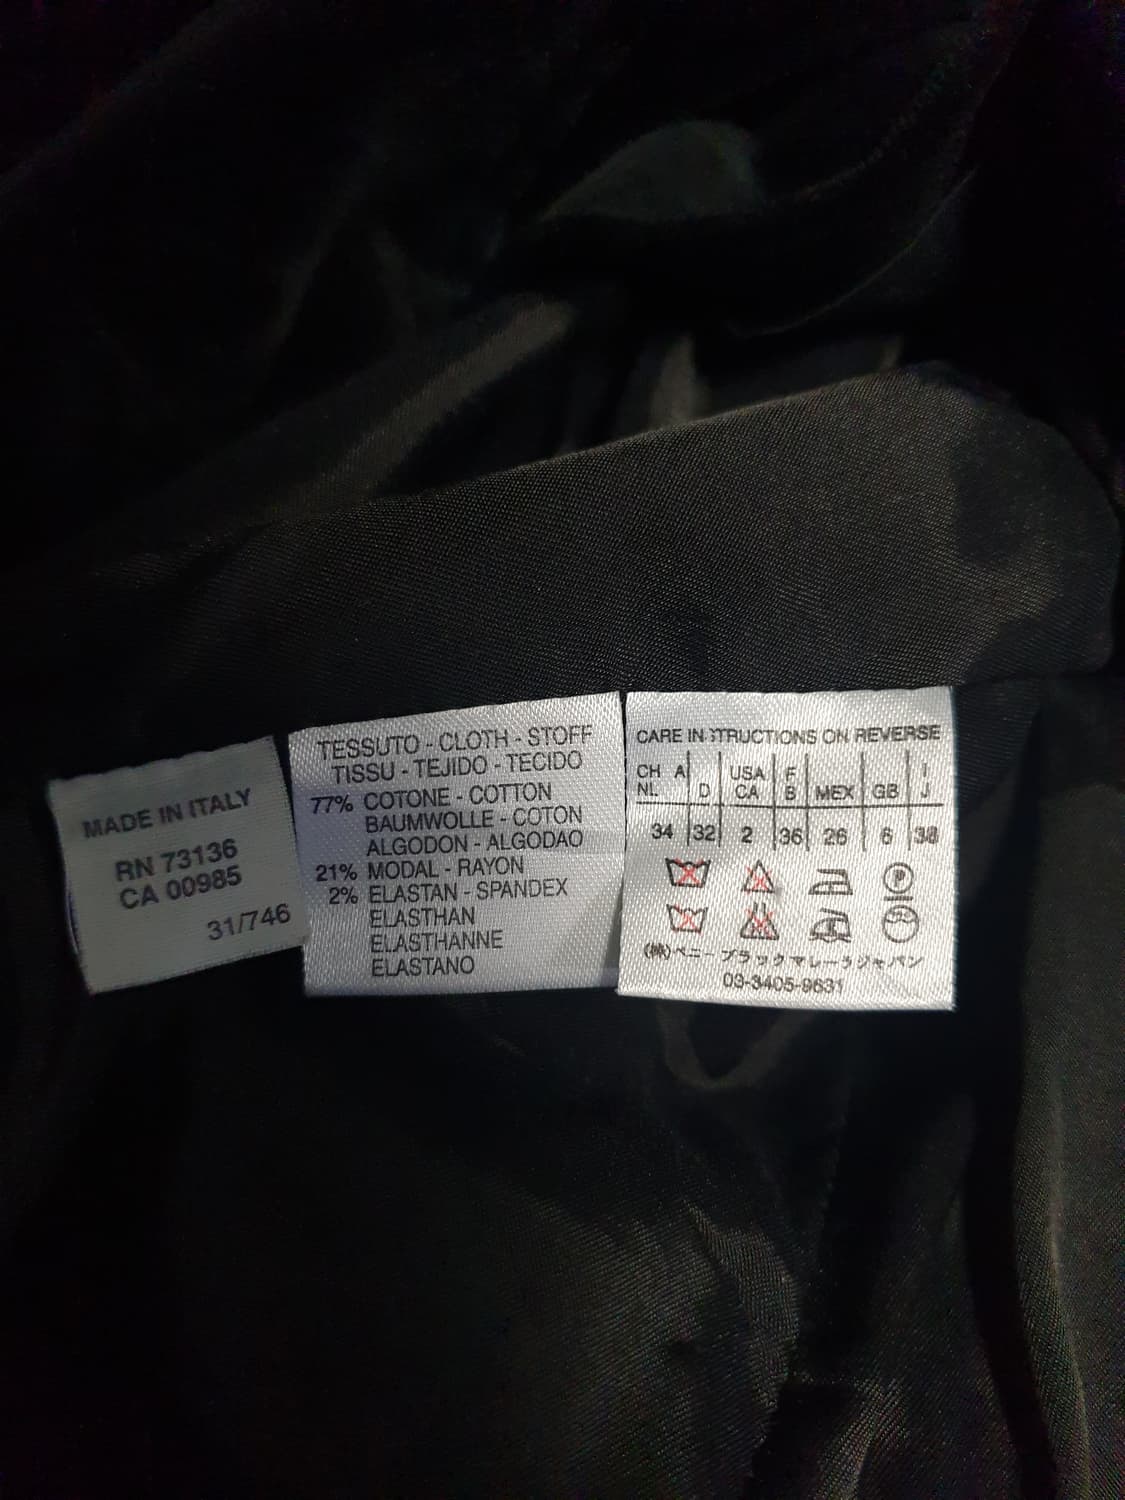 MADE IN ITALY
RN 73136
CA 00985
31/746
TESSUTO - CLOTH - STOFF
TISSU - TEJIDO - TECIDO
77% COTONE - COTTON
BAUMWOLLE - COTON
ALGODON - ALGODAO
21% MODAL - RAYON
2% ELASTAN - SPANDEX
ELASTHAN
ELASTHANNE
ELASTANO
CARE INSTRUCTIONS ON REVERSE
CH A D USA F MEX GB I
NL CA B J
34 32 2 36 26 6 38
P
(株)ベニーブラックマレーラジャパン
03-3405-9631